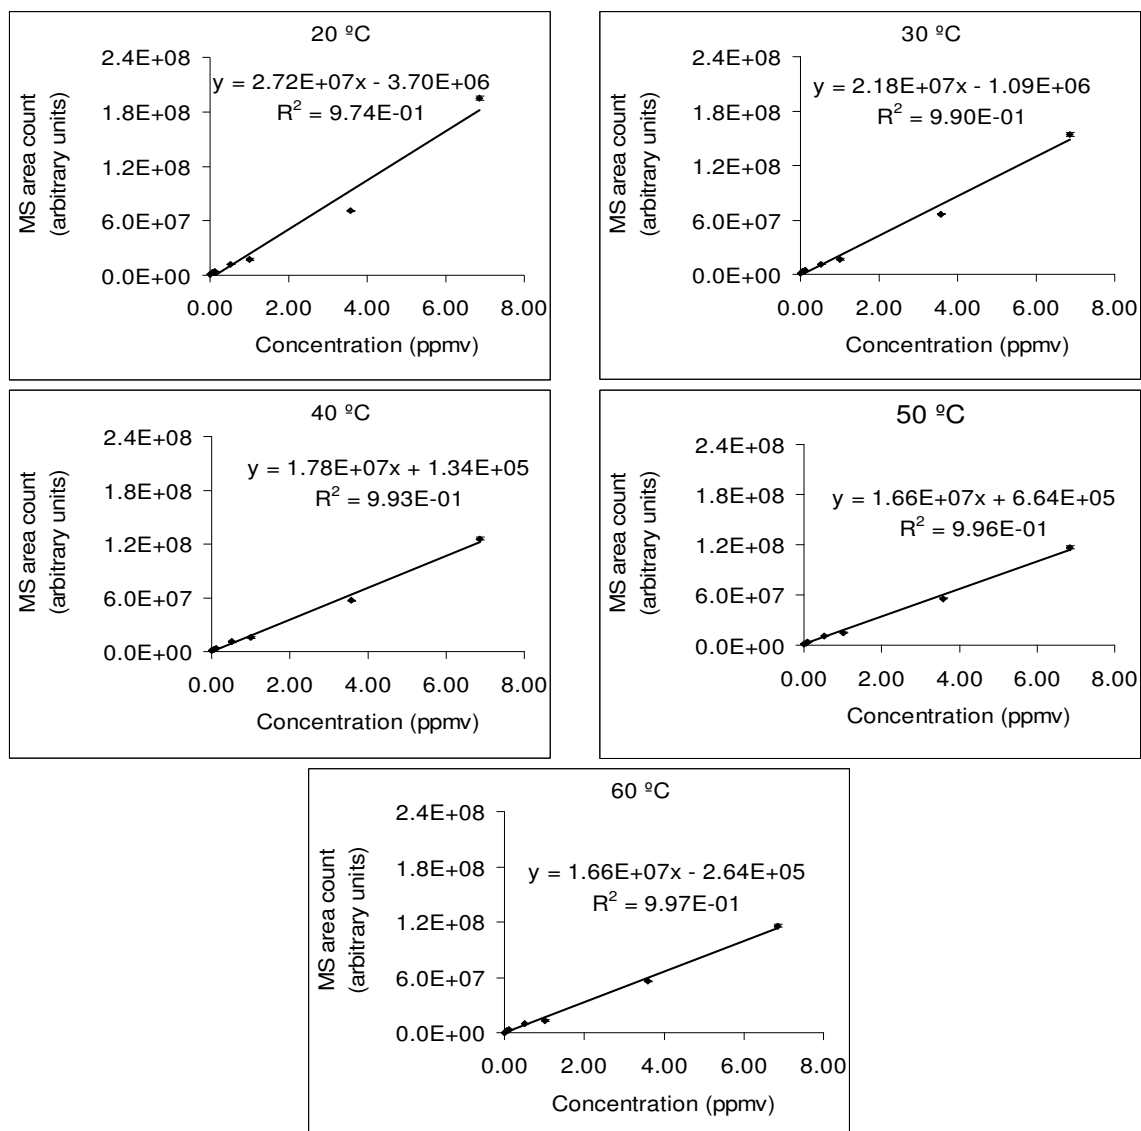 20 ºC
y = 2.72E+07x - 3.70E+06
R² = 9.74E-01
MS area count
(arbitrary units)
2.4E+08
1.8E+08
1.2E+08
6.0E+07
0.0E+00
0.00 2.00 4.00 6.00 8.00
Concentration (ppmv)
30 ºC
y = 2.18E+07x - 1.09E+06
R² = 9.90E-01
MS area count
(arbitrary units)
2.4E+08
1.8E+08
1.2E+08
6.0E+07
0.0E+00
0.00 2.00 4.00 6.00 8.00
Concentration (ppmv)
40 ºC
y = 1.78E+07x + 1.34E+05
R² = 9.93E-01
MS area count
(arbitrary units)
2.4E+08
1.8E+08
1.2E+08
6.0E+07
0.0E+00
0.00 2.00 4.00 6.00 8.00
Concentration (ppmv)
50 ºC
y = 1.66E+07x + 6.64E+05
R² = 9.96E-01
MS area count
(arbitrary units)
2.4E+08
1.8E+08
1.2E+08
6.0E+07
0.0E+00
0.00 2.00 4.00 6.00 8.00
Concentration (ppmv)
60 ºC
y = 1.66E+07x - 2.64E+05
R² = 9.97E-01
MS area count
(arbitrary units)
2.4E+08
1.8E+08
1.2E+08
6.0E+07
0.0E+00
0.00 2.00 4.00 6.00 8.00
Concentration (ppmv)